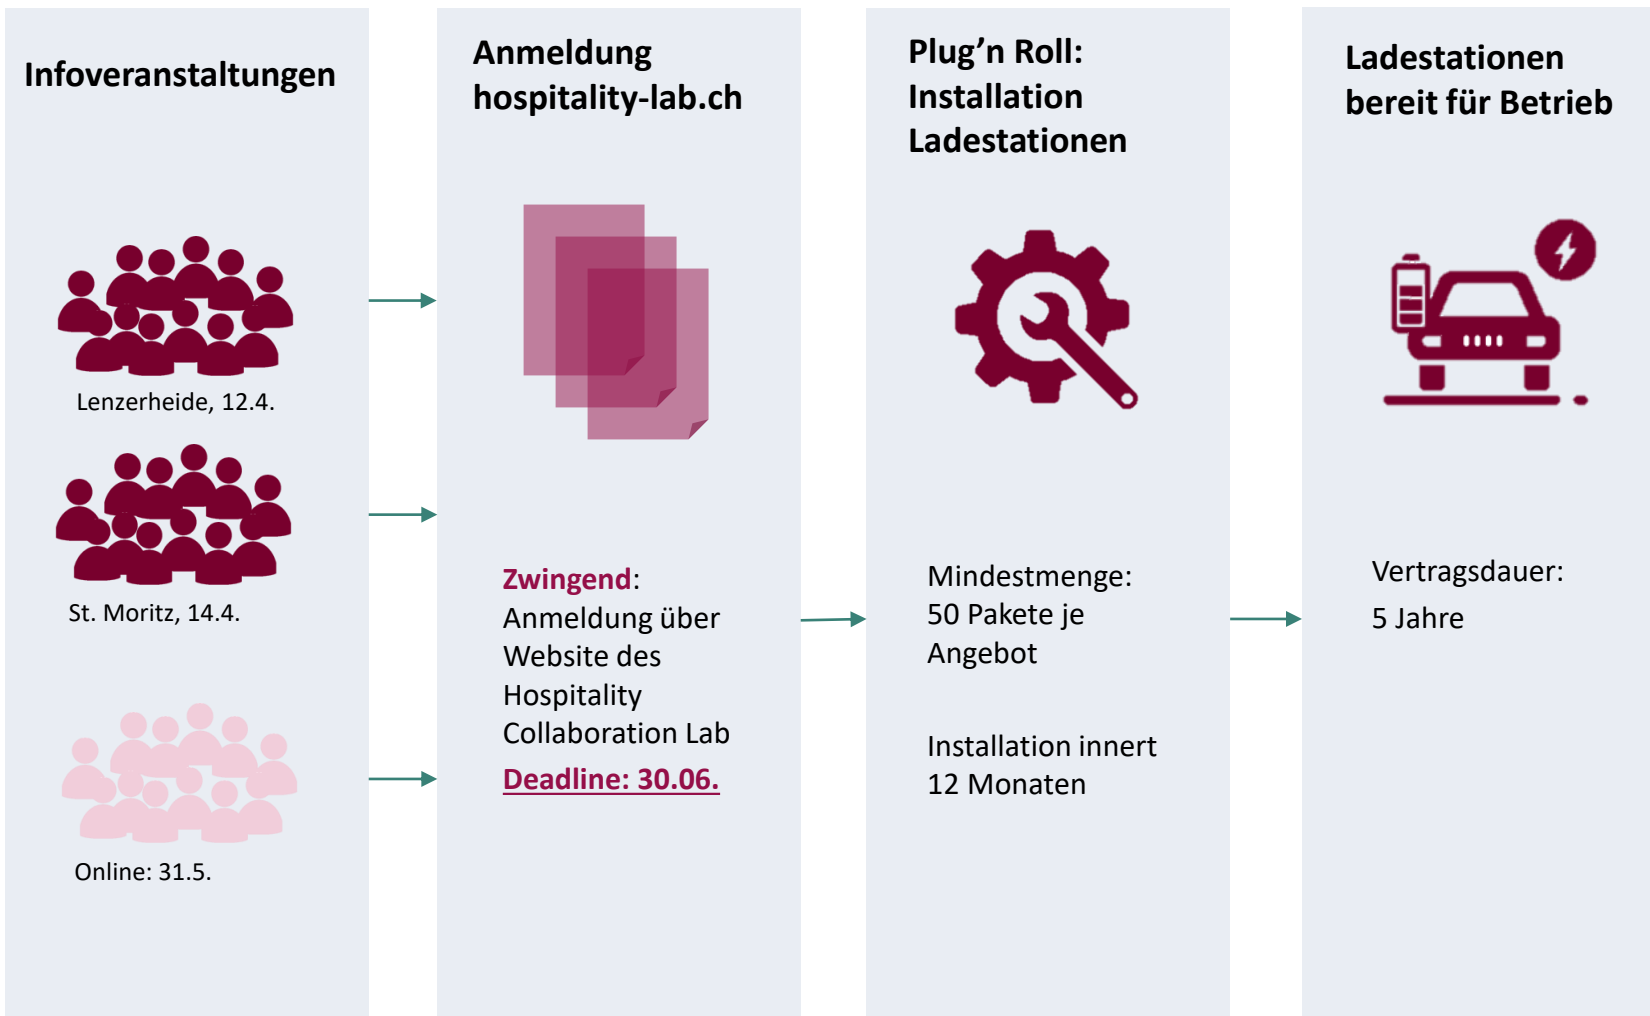 Infoveranstaltungen
Lenzerheide, 12.4.
St. Moritz, 14.4.
Online: 31.5.
Anmeldung
hospitality-lab.ch
Zwingend:
Anmeldung über
Website des
Hospitality
Collaboration Lab
Deadline: 30.06.
Plug’n Roll:
Installation
Ladestationen
Mindestmenge:
50 Pakete je
Angebot
Installation innert
12 Monaten
Ladestationen
bereit für Betrieb
Vertragsdauer:
5 Jahre